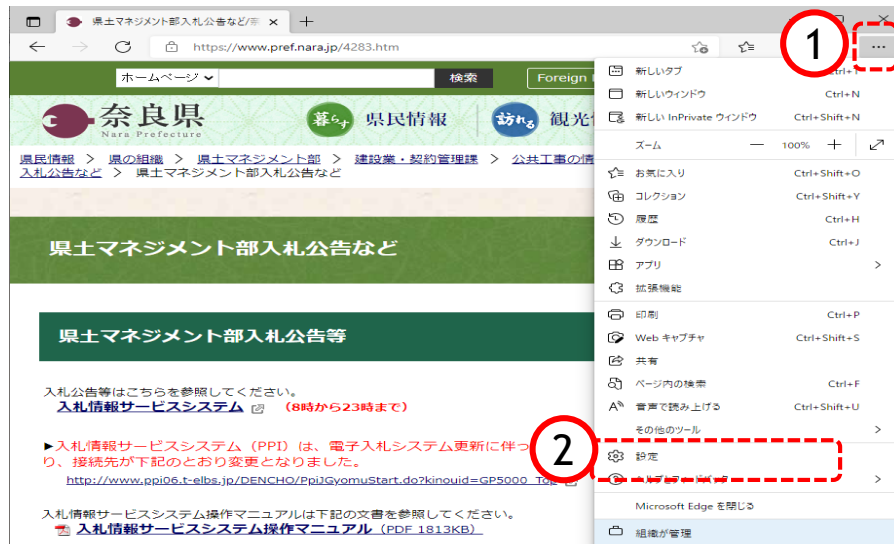 県土マネジメント部入札公告など/奈
https://www.pref.nara.jp/4283.htm
1
ホームページ
検索
Foreign
奈良県
Nara Prefecture
暮らす 県民情報
訪れる 観光
県民情報 > 県の組織 > 県土マネジメント部 > 建設業・契約管理課 > 公共工事の情
入札公告など > 県土マネジメント部入札公告など
県土マネジメント部入札公告など
県土マネジメント部入札公告等
入札公告等はこちらを参照してください。
入札情報サービスシステム (8時から23時まで)
►入札情報サービスシステム（PPI）は、電子入札システム更新に伴っ
り、接続先が下記のとおり変更となりました。
http://www.ppi06.t-elbs.jp/DENCHO/PpiJGyomuStart.do?kinouid=GP5000_Top
入札情報サービスシステム操作マニュアルは下記の文書を参照してください。
入札情報サービスシステム操作マニュアル（PDF 1813KB）
新しいタブ Ctrl+T
新しいウィンドウ Ctrl+N
新しい InPrivate ウィンドウ Ctrl+Shift+N
ズーム — 100% +
お気に入り Ctrl+Shift+O
コレクション Ctrl+Shift+Y
履歴 Ctrl+H
ダウンロード Ctrl+J
アプリ
拡張機能
印刷 Ctrl+P
Web キャプチャ Ctrl+Shift+S
共有
ページ内の検索 Ctrl+F
音声で読み上げる Ctrl+Shift+U
その他のツール
2
設定
ヘルプとフィードバック
Microsoft Edge を閉じる
組織が管理